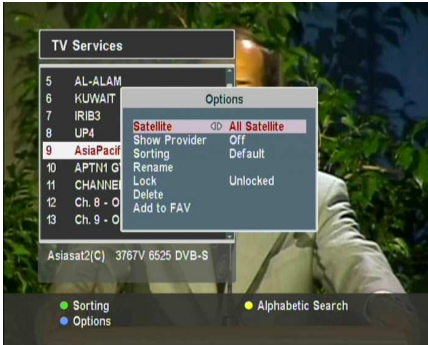 TV Services
5 AL-ALAM
6 KUWAIT
7 IRIB3
8 UP4
9 AsiaPacif
10 APTN1 G
11 CHANNE
12 Ch. 8 - O
13 Ch. 9 - O
Options
Satellite All Satellite
Show Provider Off
Sorting Default
Rename
Lock Unlocked
Delete
Add to FAV
Asiasat2(C) 3767V 6525 DVB-S
Sorting Alphabetic Search
Options